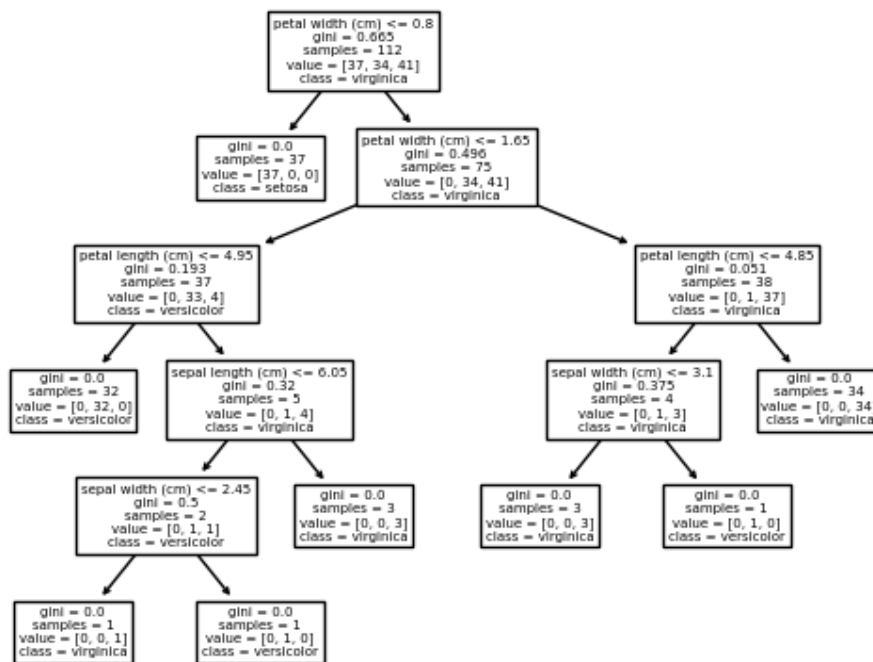 petal width (cm) <= 0.8
gini = 0.665
samples = 112
value = [37, 34, 41]
class = virginica
gini = 0.0
samples = 37
value = [37, 0, 0]
class = setosa
petal width (cm) <= 1.65
gini = 0.496
samples = 75
value = [0, 34, 41]
class = virginica
petal length (cm) <= 4.95
gini = 0.193
samples = 37
value = [0, 33, 4]
class = versicolor
petal length (cm) <= 4.85
gini = 0.051
samples = 38
value = [0, 1, 37]
class = virginica
gini = 0.0
samples = 32
value = [0, 32, 0]
class = versicolor
sepal length (cm) <= 6.05
gini = 0.32
samples = 5
value = [0, 1, 4]
class = virginica
sepal width (cm) <= 3.1
gini = 0.375
samples = 4
value = [0, 1, 3]
class = virginica
gini = 0.0
samples = 34
value = [0, 0, 34]
class = virginica
sepal width (cm) <= 2.45
gini = 0.5
samples = 2
value = [0, 1, 1]
class = versicolor
gini = 0.0
samples = 3
value = [0, 0, 3]
class = virginica
gini = 0.0
samples = 3
value = [0, 0, 3]
class = virginica
gini = 0.0
samples = 1
value = [0, 1, 0]
class = versicolor
gini = 0.0
samples = 1
value = [0, 0, 1]
class = virginica
gini = 0.0
samples = 1
value = [0, 1, 0]
class = versicolor